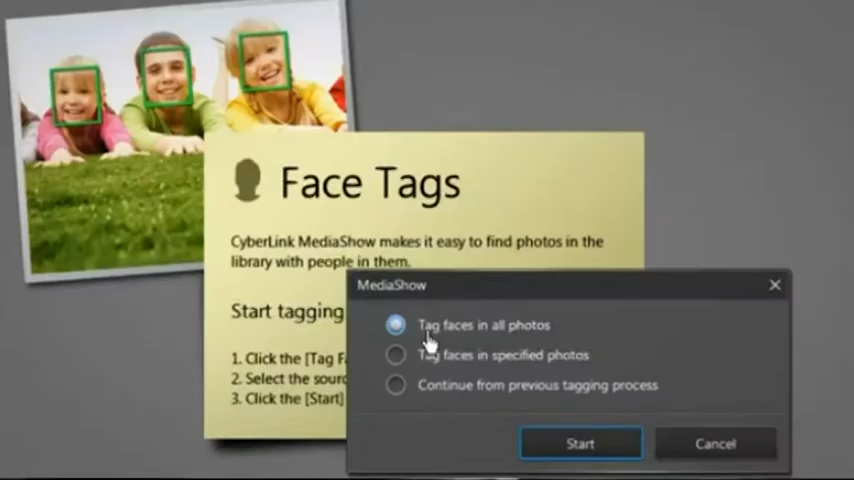 Face Tags
CyberLink MediaShow makes it easy to find photos in the
library with people in them.
Start tagging
1. Click the [Tag F
2. Select the sour
3. Click the [Start]
MediaShow
Tag faces in all photos
Tag faces in specified photos
Continue from previous tagging process
Start
Cancel